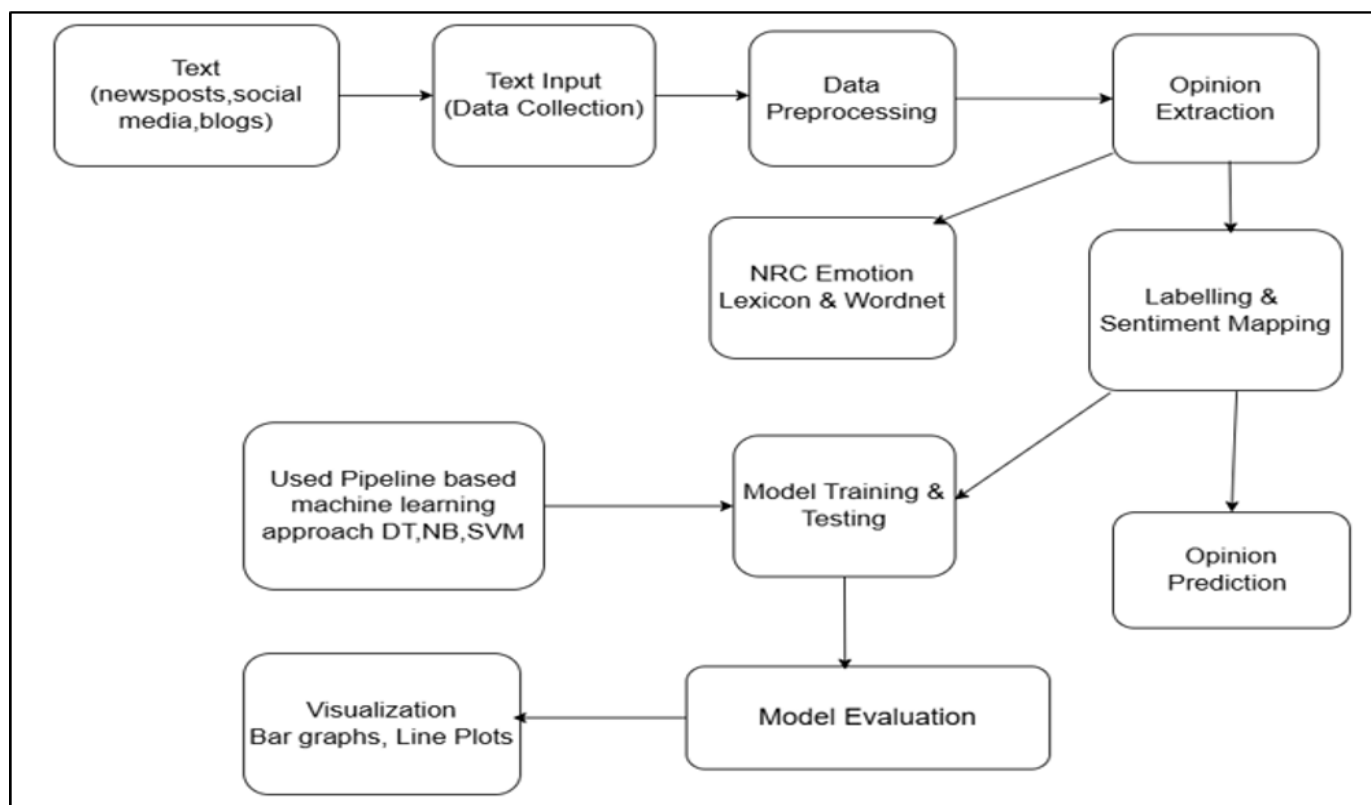 Text
(newsposts,social
media,blogs)
Text Input
(Data Collection)
Data
Preprocessing
Opinion
Extraction
NRC Emotion
Lexicon & Wordnet
Labelling &
Sentiment Mapping
Used Pipeline based
machine learning
approach DT,NB,SVM
Model Training &
Testing
Opinion
Prediction
Visualization
Bar graphs, Line Plots
Model Evaluation